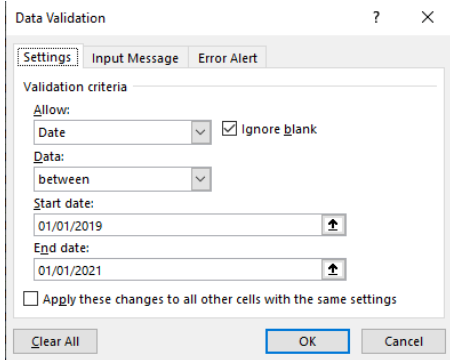 Data Validation ? ×
Settings Input Message Error Alert
Validation criteria
Allow:
Date Ignore blank
Data:
between
Start date:
01/01/2019
End date:
01/01/2021
Apply these changes to all other cells with the same settings
Clear All OK Cancel